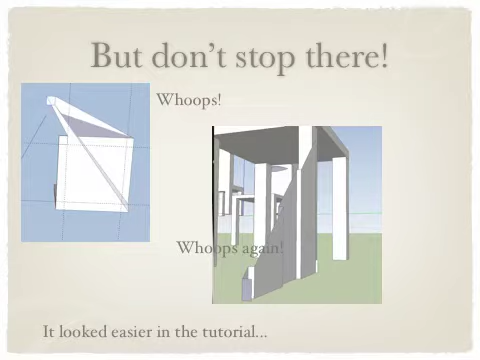 But don't stop there!
Whoops!
Whoops again!
It looked easier in the tutorial...